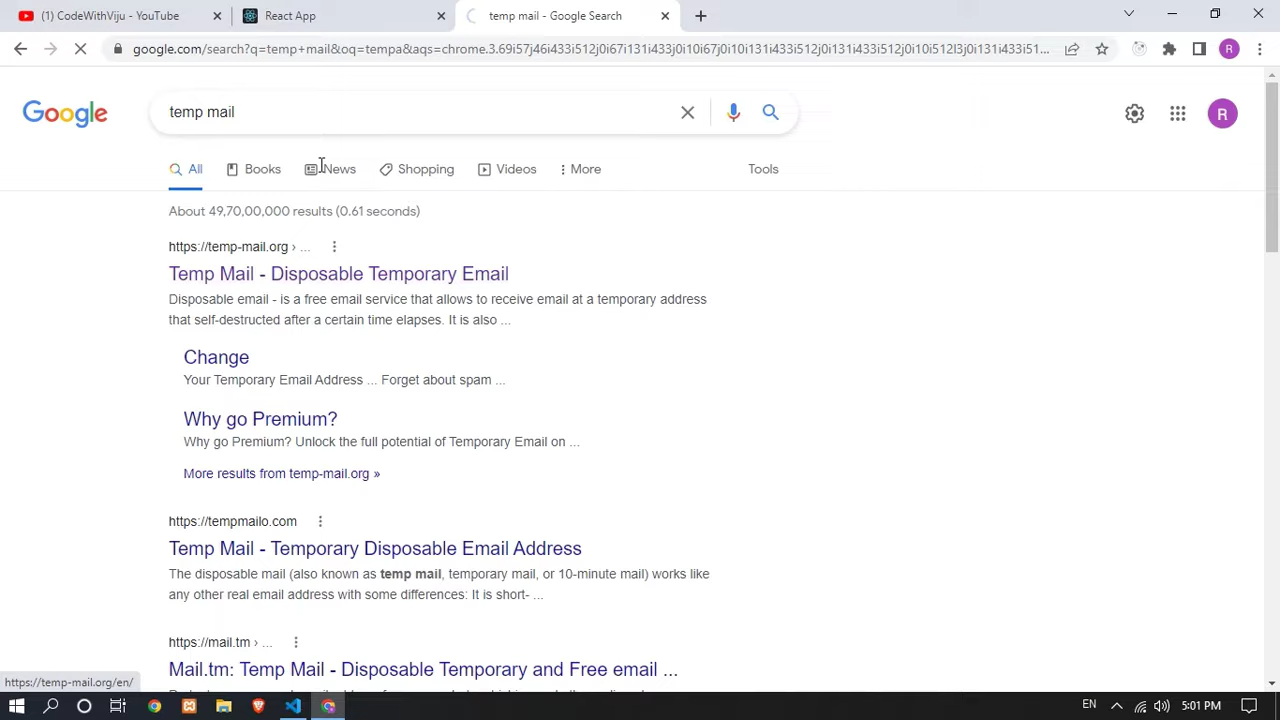 (1) CodeWithViju - YouTube
React App
temp mail - Google Search
google.com/search?q=temp+mail&oq=tempa&aqs=chrome.3.69i57j46i433i512j0i67i131i433j0i10i67j0i10i131i433i512j0i131i433i512j0i10i512l3j0i131i433i51...
R
Google
temp mail
R
All
Books
News
Shopping
Videos
More
Tools
About 49,70,00,000 results (0.61 seconds)
https://temp-mail.org › ...
Temp Mail - Disposable Temporary Email
Disposable email - is a free email service that allows to receive email at a temporary address
that self-destructed after a certain time elapses. It is also ...
Change
Your Temporary Email Address ... Forget about spam ...
Why go Premium?
Why go Premium? Unlock the full potential of Temporary Email on ...
More results from temp-mail.org »
https://tempmailo.com
Temp Mail - Temporary Disposable Email Address
The disposable mail (also known as temp mail, temporary mail, or 10-minute mail) works like
any other real email address with some differences: It is short- ...
https://mail.tm › ...
Mail.tm: Temp Mail - Disposable Temporary and Free email ...
https://temp-mail.org/en/
EN
5:01 PM